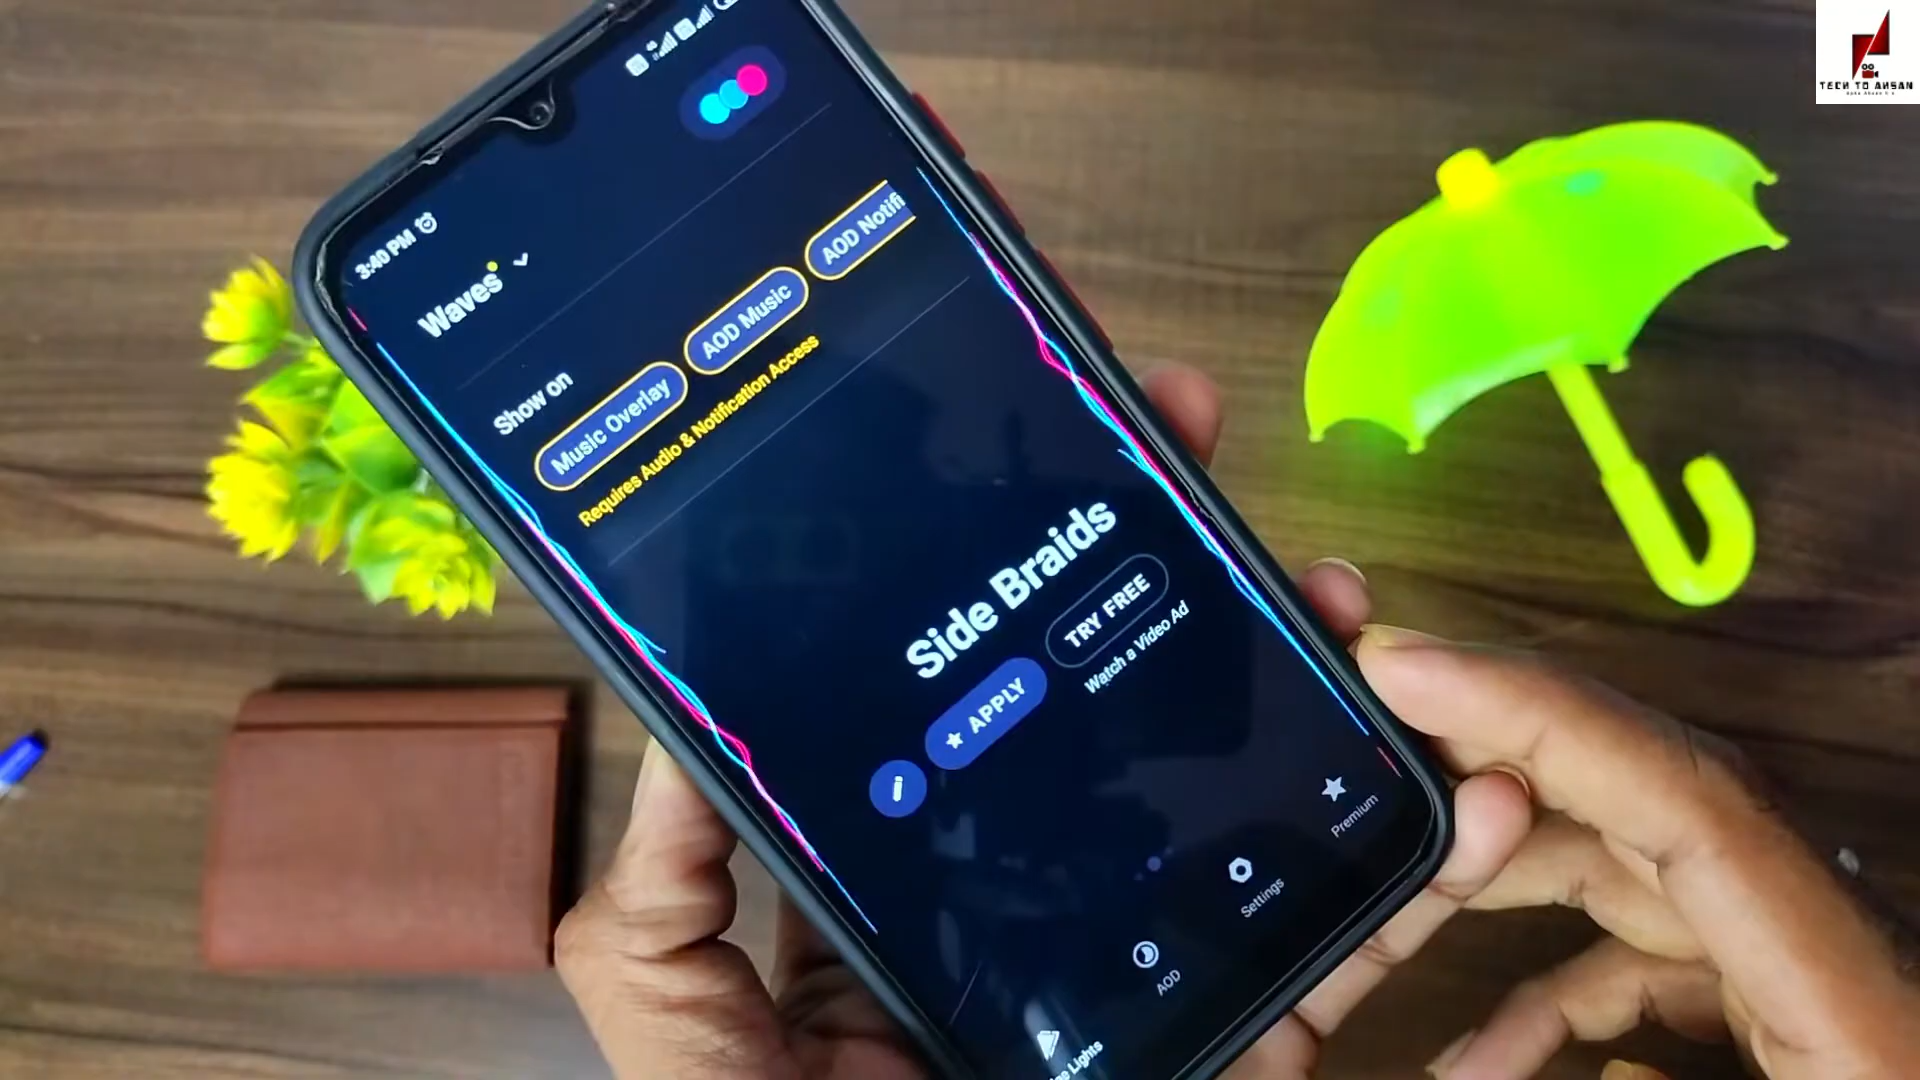 TECH TO AHSAN
3:40 PM
Waves
Show on
Music Overlay
AOD Music
AOD Notifi
Requires Audio & Notification Access
Side Braids
i
APPLY
TRY FREE
Watch a Video Ad
Lights
AOD
Settings
Premium